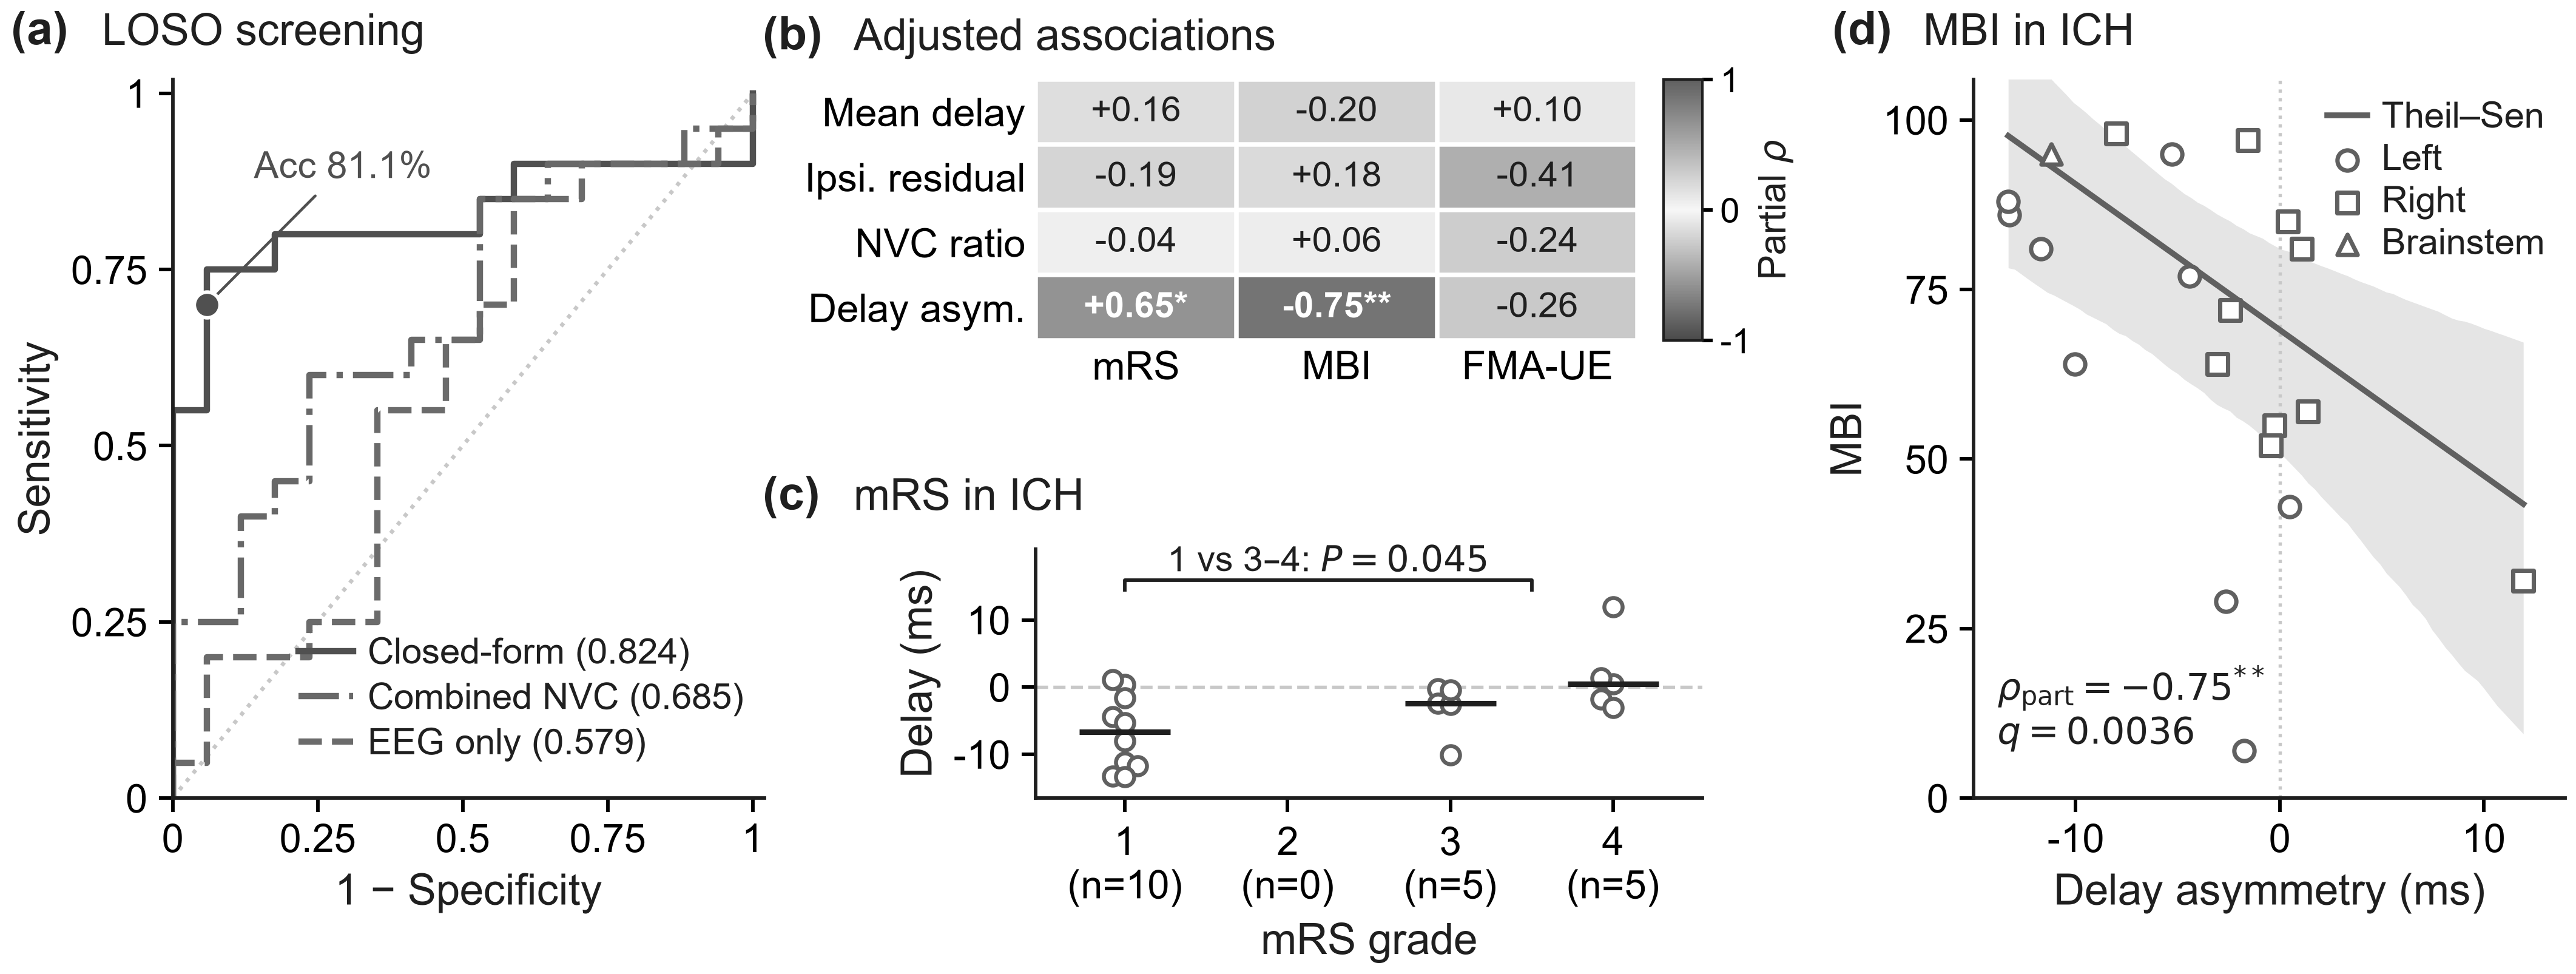 (a) LOSO screening
1
0.75
0.5
0.25
0
Sensitivity
Acc 81.1%
Closed-form (0.824)
Combined NVC (0.685)
EEG only (0.579)
0 0.25 0.5 0.75 1
1 − Specificity
(b) Adjusted associations
Mean delay +0.16 -0.20 +0.10
Ipsi. residual -0.19 +0.18 -0.41
NVC ratio -0.04 +0.06 -0.24
Delay asym. +0.65* -0.75** -0.26
mRS MBI FMA-UE
1
0
-1
Partial ρ
(c) mRS in ICH
1 vs 3–4: P = 0.045
10
0
-10
Delay (ms)
1 2 3 4
(n=10) (n=0) (n=5) (n=5)
mRS grade
(d) MBI in ICH
100
75
50
25
0
MBI
Theil–Sen
Left
Right
Brainstem
ρpart = −0.75**
q = 0.0036
-10 0 10
Delay asymmetry (ms)